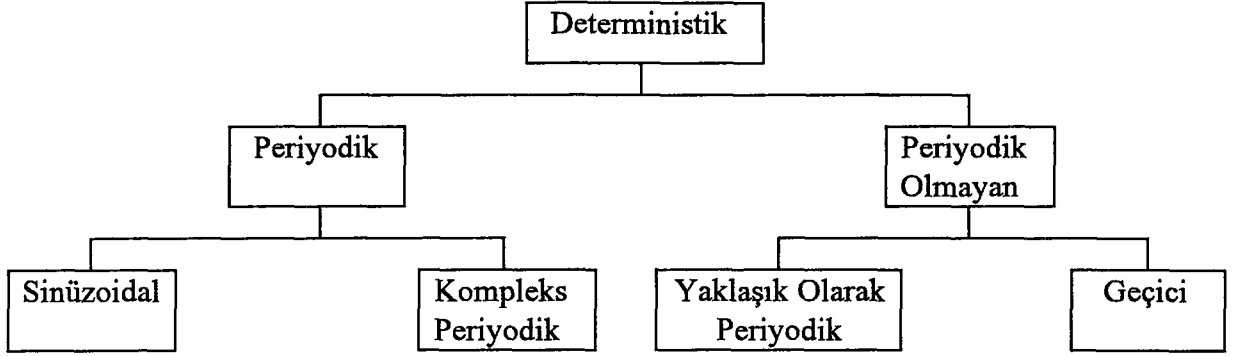 Deterministik
Periyodik
Periyodik
Olmayan
Sinüzoidal
Kompleks
Periyodik
Yaklaşık Olarak
Periyodik
Geçici